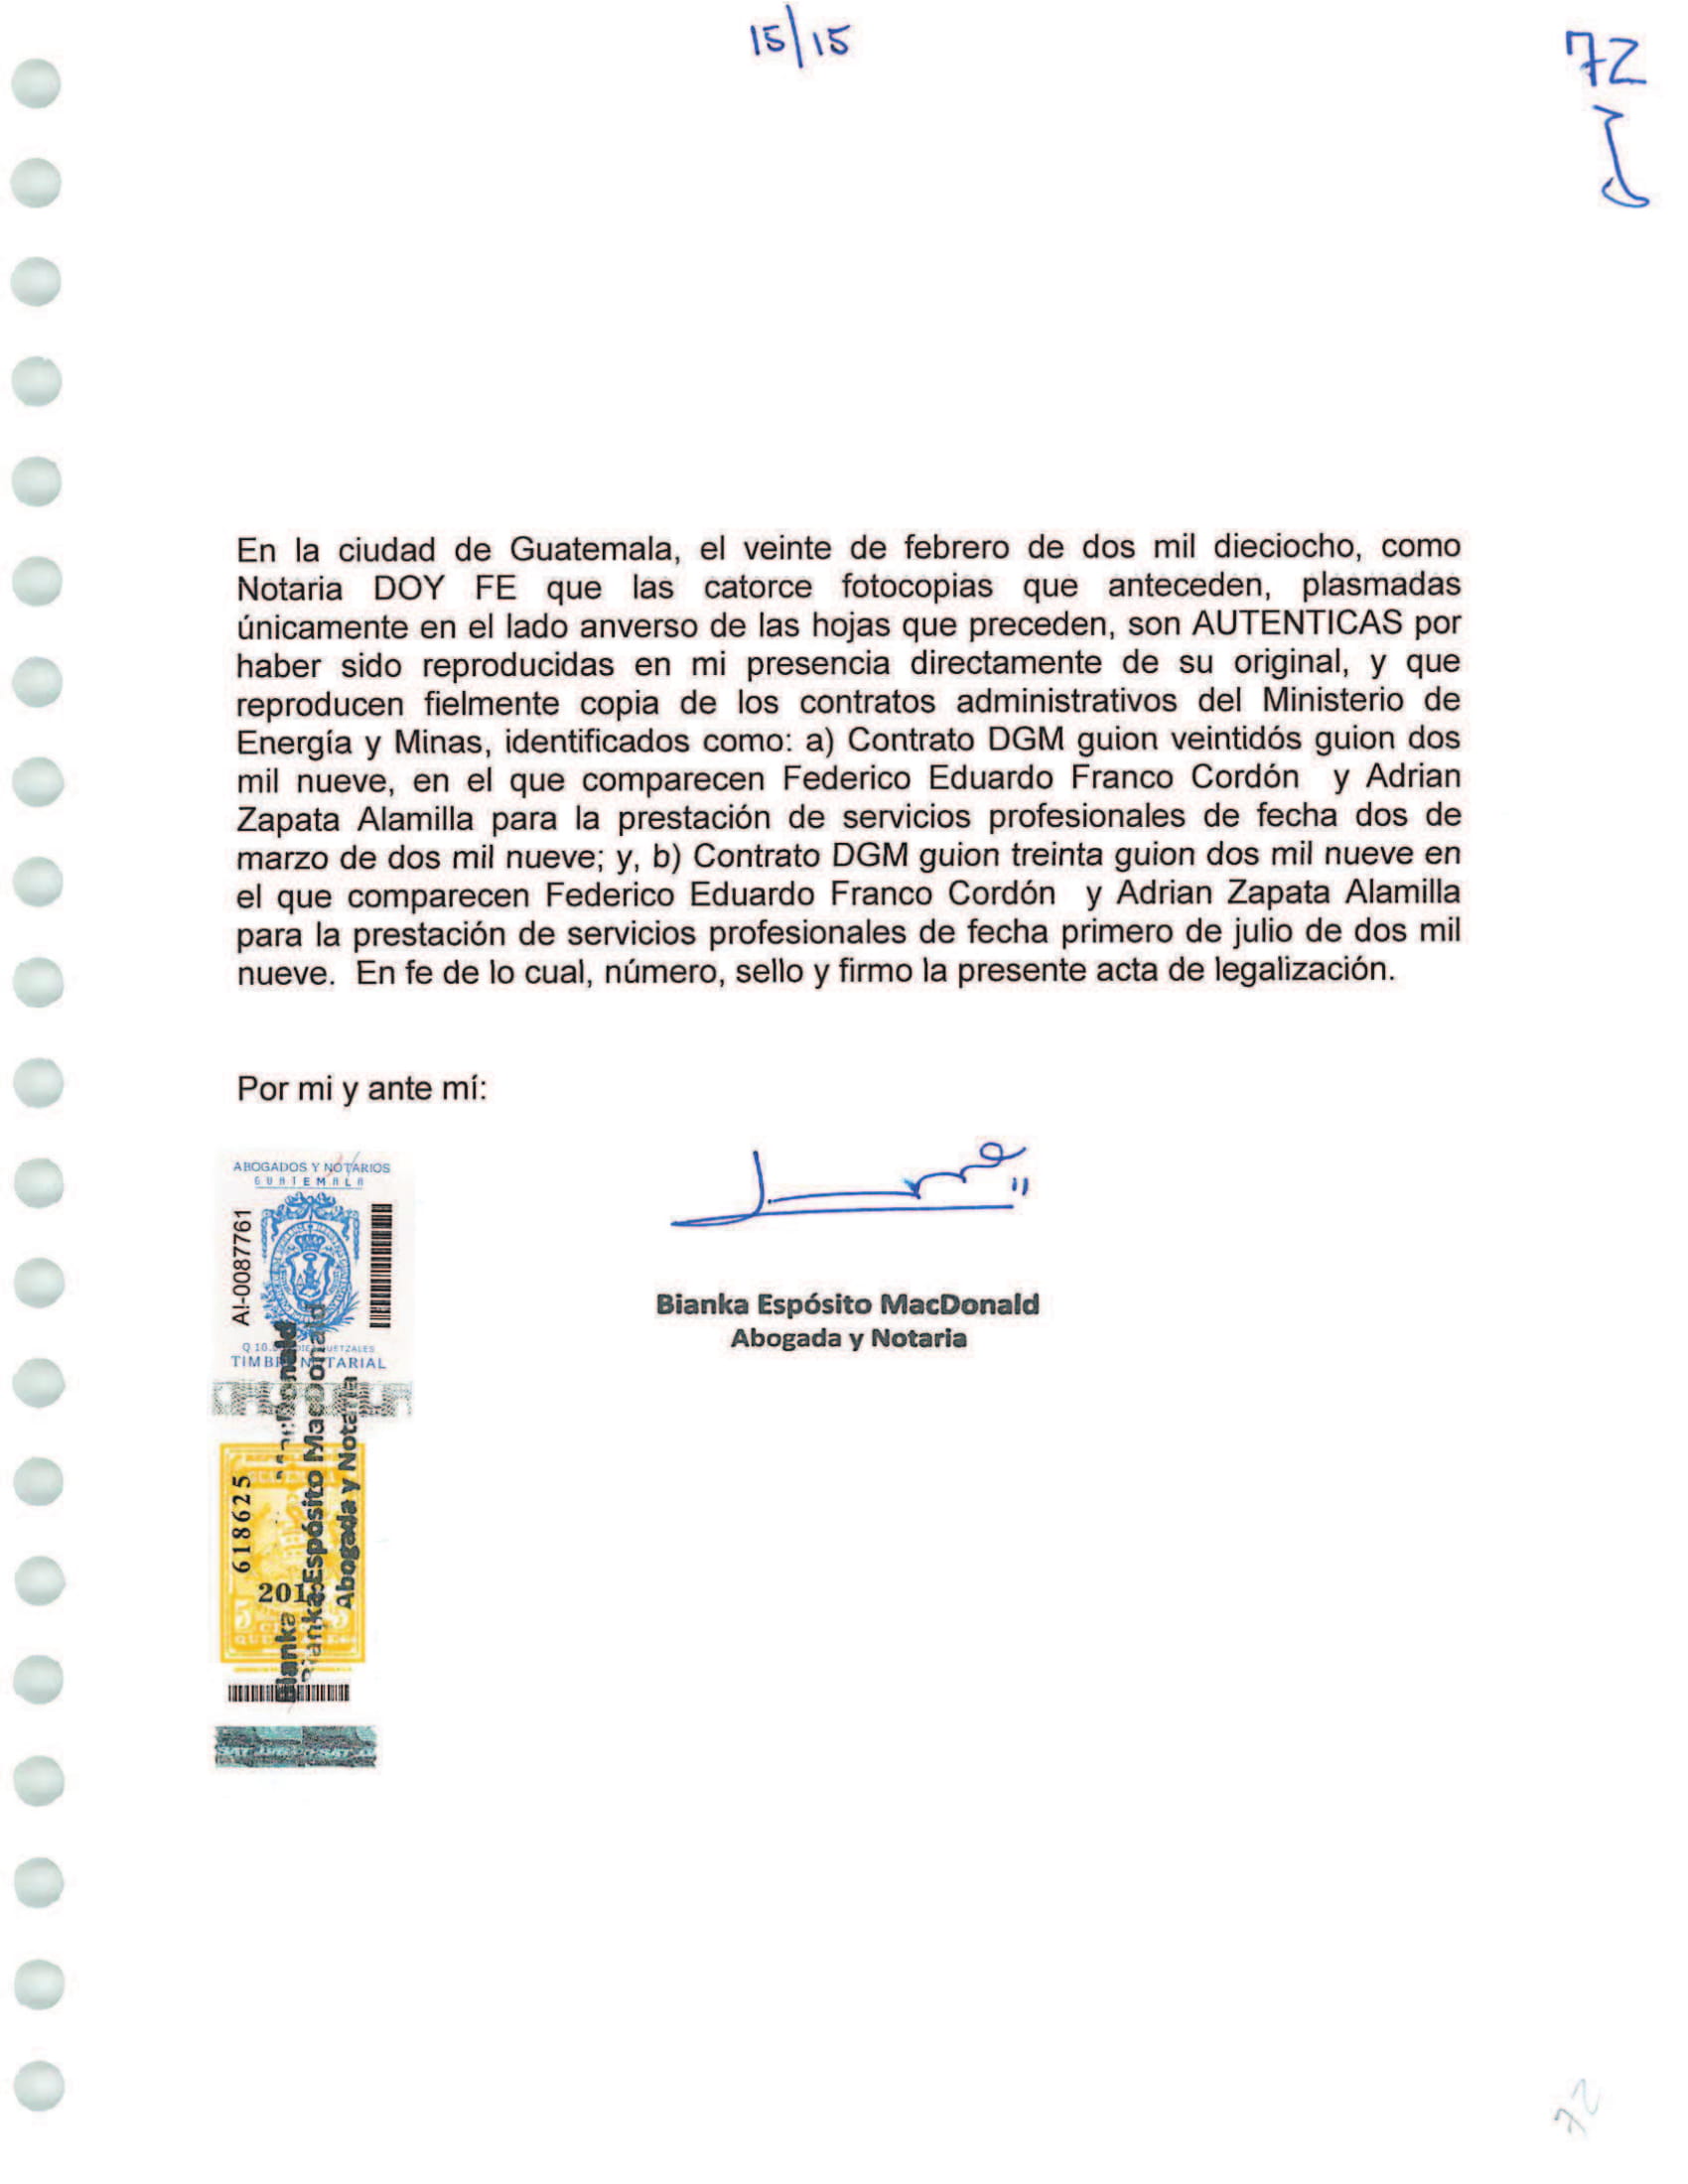 15/15
72
En la ciudad de Guatemala, el veinte de febrero de dos mil dieciocho, como
Notaria DOY FE que las catorce fotocopias que anteceden, plasmadas
únicamente en el lado anverso de las hojas que preceden, son AUTENTICAS por
haber sido reproducidas en mi presencia directamente de su original, y que
reproducen fielmente copia de los contratos administrativos del Ministerio de
Energía y Minas, identificados como: a) Contrato DGM guion veintidós guion dos
mil nueve, en el que comparecen Federico Eduardo Franco Cordón y Adrian
Zapata Alamilla para la prestación de servicios profesionales de fecha dos de
marzo de dos mil nueve; y, b) Contrato DGM guion treinta guion dos mil nueve en
el que comparecen Federico Eduardo Franco Cordón y Adrian Zapata Alamilla
para la prestación de servicios profesionales de fecha primero de julio de dos mil
nueve. En fe de lo cual, número, sello y firmo la presente acta de legalización.
Por mi y ante mí:
ABOGADOS Y NOTARIOS
GUATEMALA
A!-0087761
TIMBRE NOTARIAL
Bianka Espósito MacDonald
Abogada y Notaria
Bianka Espósito MacDonald
Abogada y Notaria
618625
72